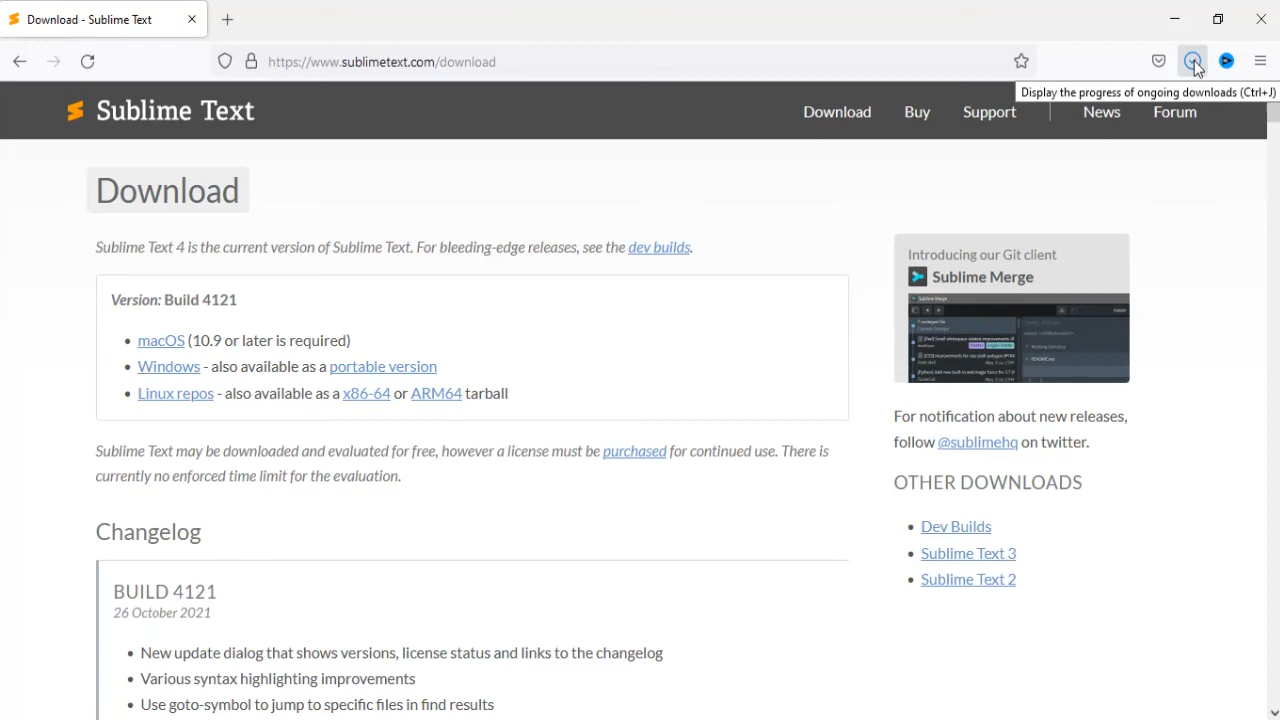 Download - Sublime Text
https://www.sublimetext.com/download
Display the progress of ongoing downloads (Ctrl+J)
Sublime Text
Download
Buy
Support
News
Forum
Download
Sublime Text 4 is the current version of Sublime Text. For bleeding-edge releases, see the dev builds.
Version: Build 4121
• macOS (10.9 or later is required)
• Windows - also available as a portable version
• Linux repos - also available as a x86-64 or ARM64 tarball
Sublime Text may be downloaded and evaluated for free, however a license must be purchased for continued use. There is
currently no enforced time limit for the evaluation.
Changelog
BUILD 4121
26 October 2021
• New update dialog that shows versions, license status and links to the changelog
• Various syntax highlighting improvements
• Use goto-symbol to jump to specific files in find results
Introducing our Git client
Sublime Merge
For notification about new releases,
follow @sublimehq on twitter.
OTHER DOWNLOADS
• Dev Builds
• Sublime Text 3
• Sublime Text 2